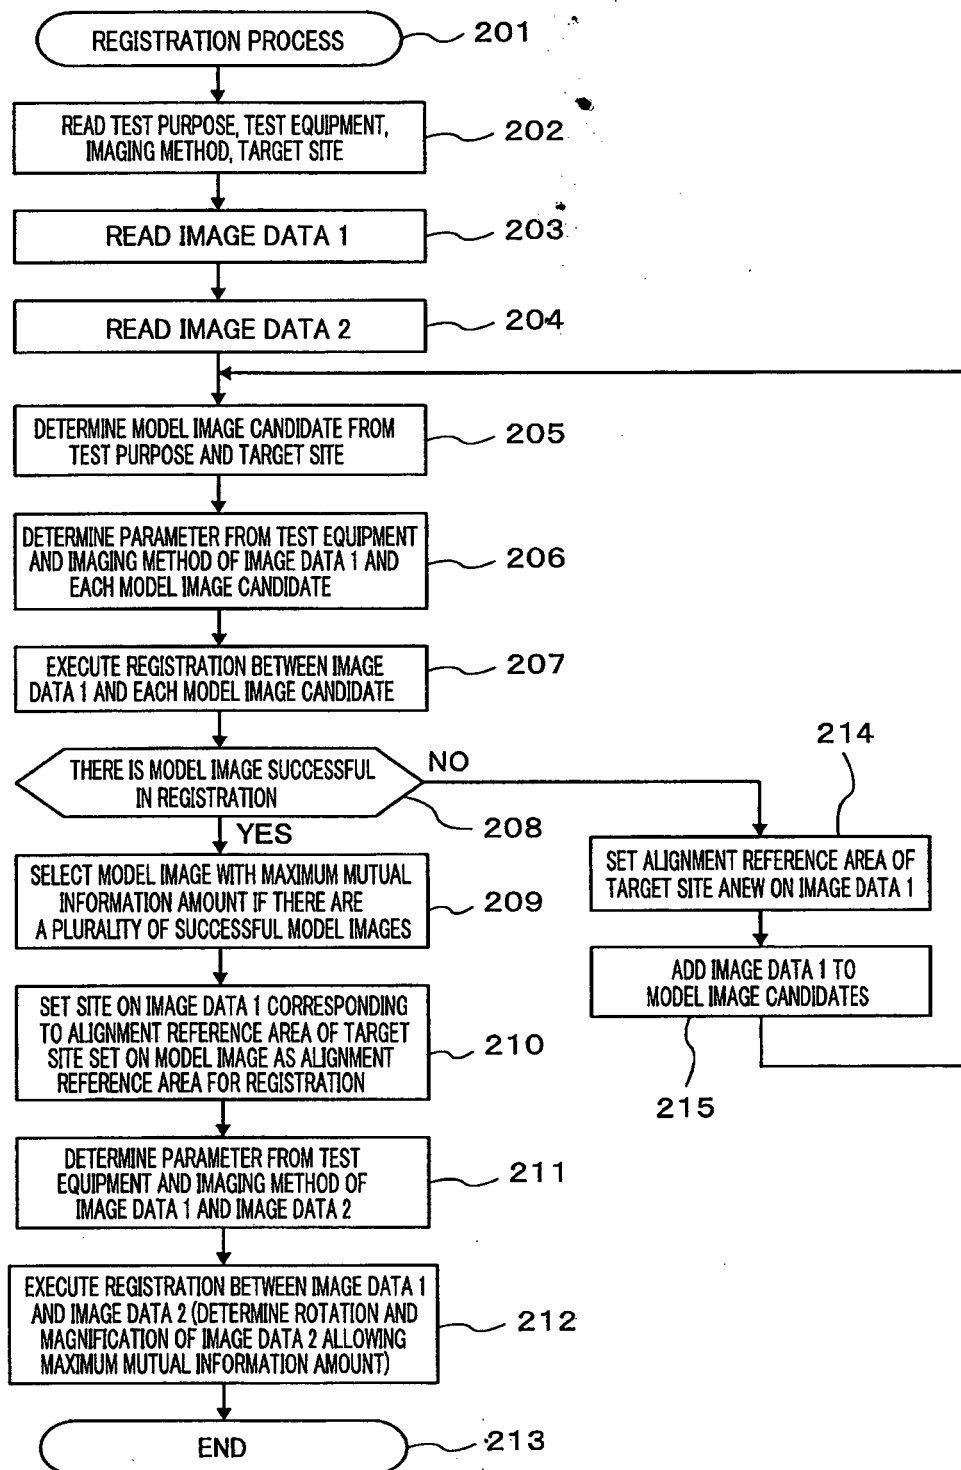 REGISTRATION PROCESS
201
READ TEST PURPOSE, TEST EQUIPMENT,
IMAGING METHOD, TARGET SITE
202
READ IMAGE DATA 1
203
READ IMAGE DATA 2
204
DETERMINE MODEL IMAGE CANDIDATE FROM
TEST PURPOSE AND TARGET SITE
205
DETERMINE PARAMETER FROM TEST EQUIPMENT
AND IMAGING METHOD OF IMAGE DATA 1 AND
EACH MODEL IMAGE CANDIDATE
206
EXECUTE REGISTRATION BETWEEN IMAGE
DATA 1 AND EACH MODEL IMAGE CANDIDATE
207
THERE IS MODEL IMAGE SUCCESSFUL
IN REGISTRATION
NO
208
YES
214
SET ALIGNMENT REFERENCE AREA OF
TARGET SITE ANEW ON IMAGE DATA 1
ADD IMAGE DATA 1 TO
MODEL IMAGE CANDIDATES
215
SELECT MODEL IMAGE WITH MAXIMUM MUTUAL
INFORMATION AMOUNT IF THERE ARE
A PLURALITY OF SUCCESSFUL MODEL IMAGES
209
SET SITE ON IMAGE DATA 1 CORRESPONDING
TO ALIGNMENT REFERENCE AREA OF TARGET
SITE SET ON MODEL IMAGE AS ALIGNMENT
REFERENCE AREA FOR REGISTRATION
210
DETERMINE PARAMETER FROM TEST
EQUIPMENT AND IMAGING METHOD OF
IMAGE DATA 1 AND IMAGE DATA 2
211
EXECUTE REGISTRATION BETWEEN IMAGE DATA 1
AND IMAGE DATA 2 (DETERMINE ROTATION AND
MAGNIFICATION OF IMAGE DATA 2 ALLOWING
MAXIMUM MUTUAL INFORMATION AMOUNT)
212
END
213